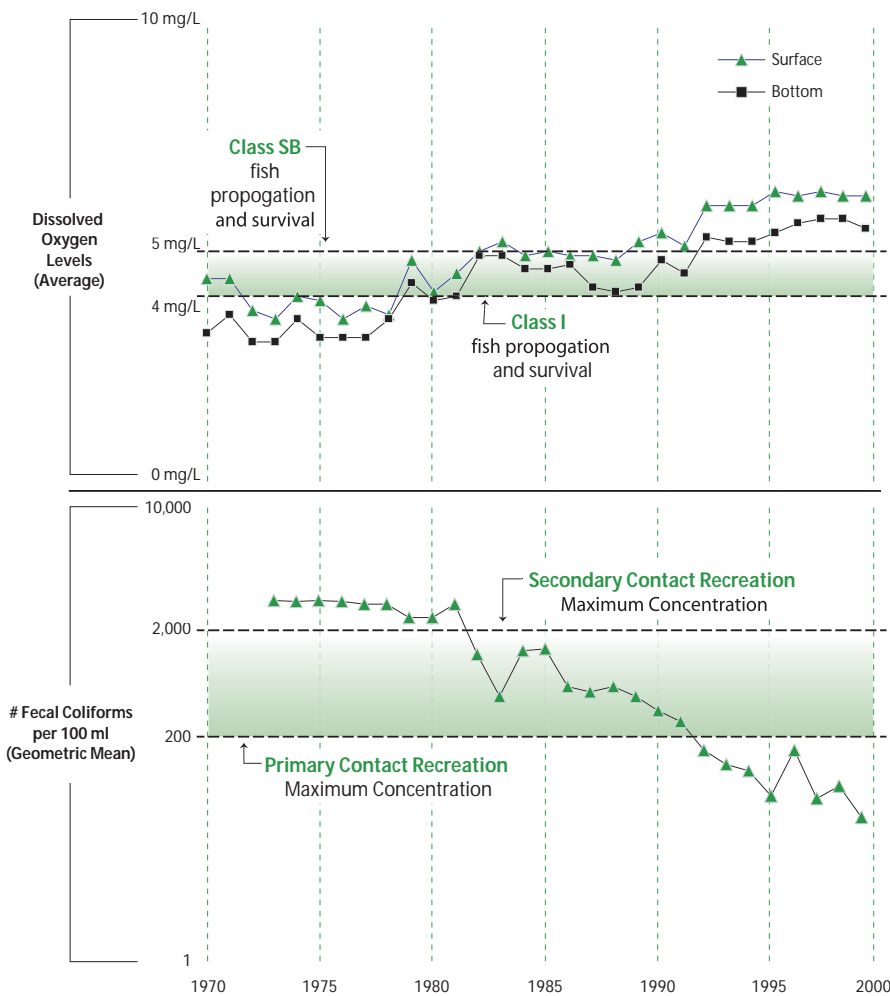 10 mg/L
Surface
Bottom
Class SB
fish
propogation
and survival
Dissolved
Oxygen
Levels
(Average)
5 mg/L
4 mg/L
Class I
fish propogation
and survival
0 mg/L
10,000
Secondary Contact Recreation
Maximum Concentration
2,000
# Fecal Coliforms
per 100 ml
(Geometric Mean)
200
Primary Contact Recreation
Maximum Concentration
1
1970 1975 1980 1985 1990 1995 2000